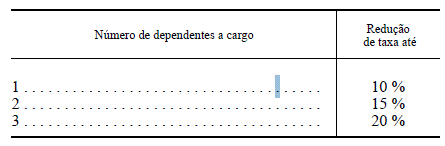 Número de dependentes a cargo
Redução
de taxa até
1 . . . . . . . . . . . . . . . . . . . . . . . . . . . . . . . . . 10 %
2 . . . . . . . . . . . . . . . . . . . . . . . . . . . . . . . . . 15 %
3 . . . . . . . . . . . . . . . . . . . . . . . . . . . . . . . . . 20 %